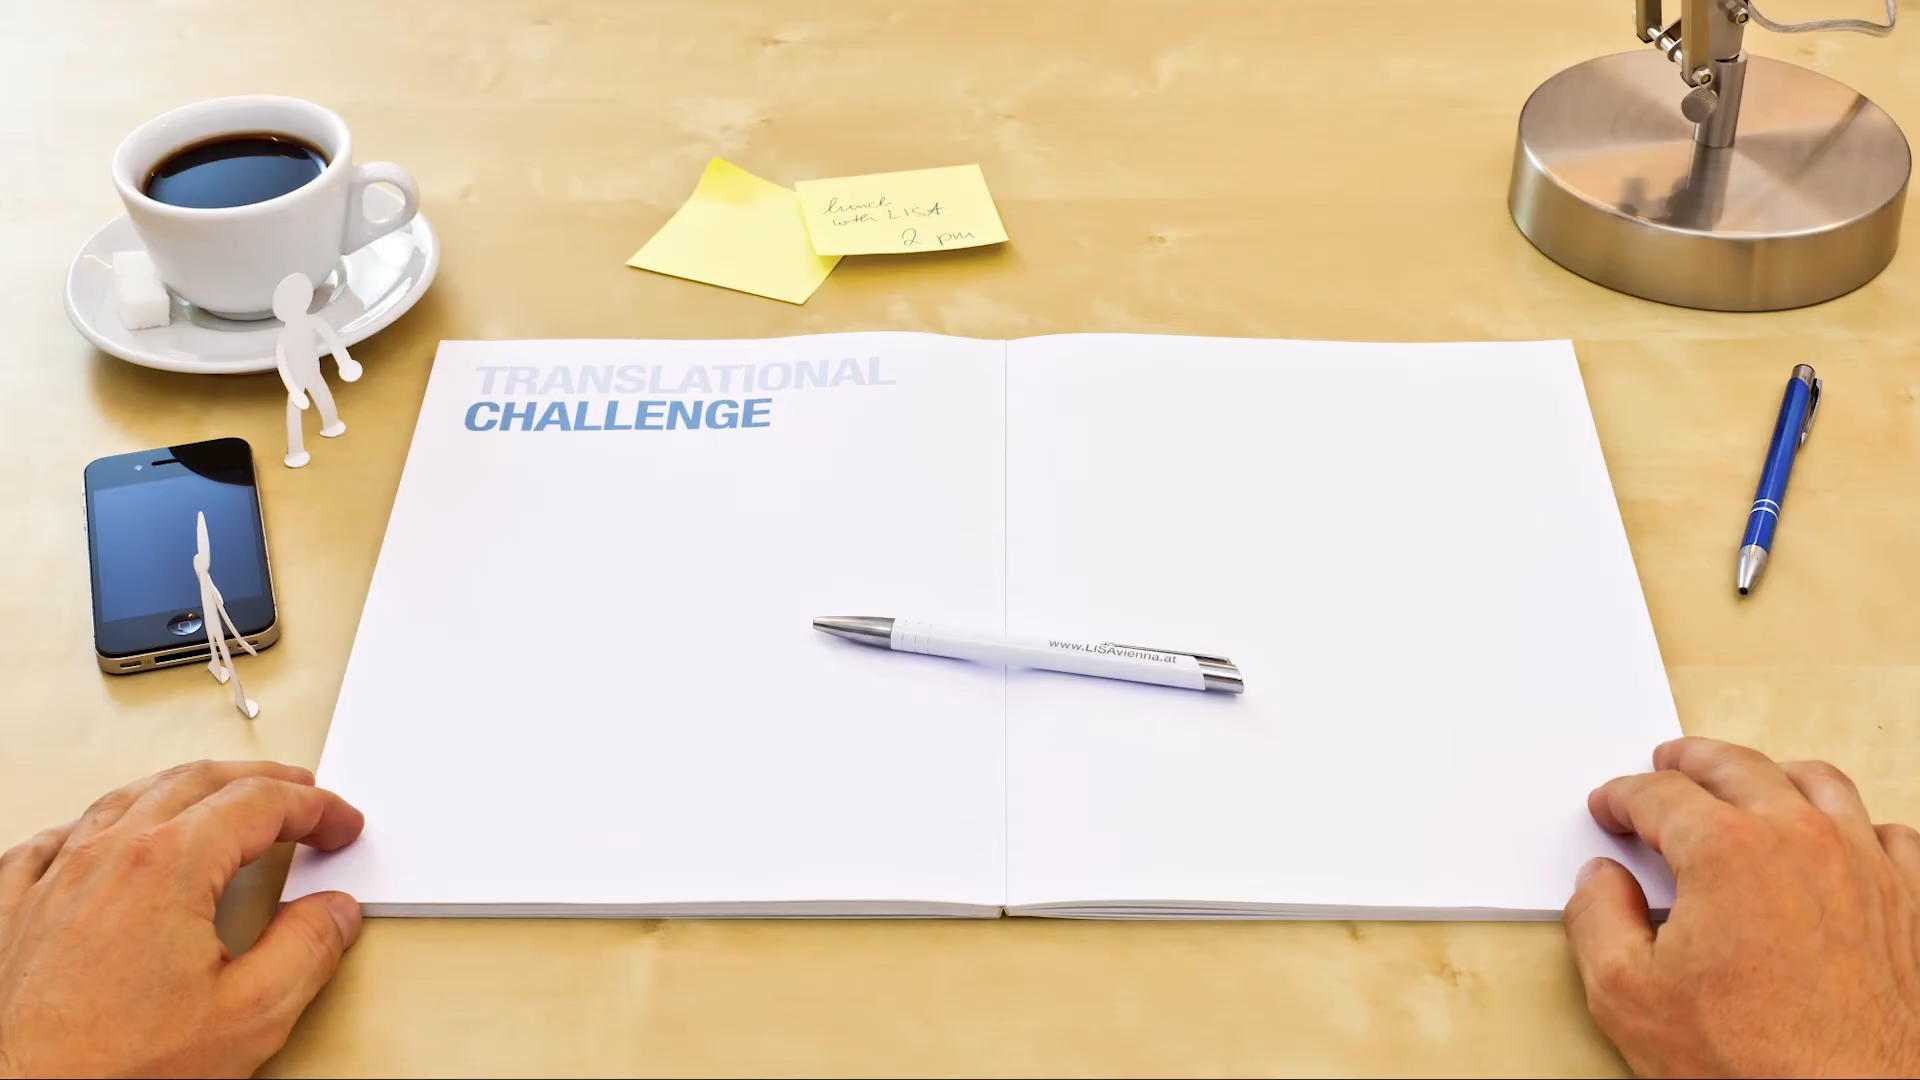 lunch
with LISA
2 pm
TRANSLATIONAL
CHALLENGE
www.LISAvienna.at